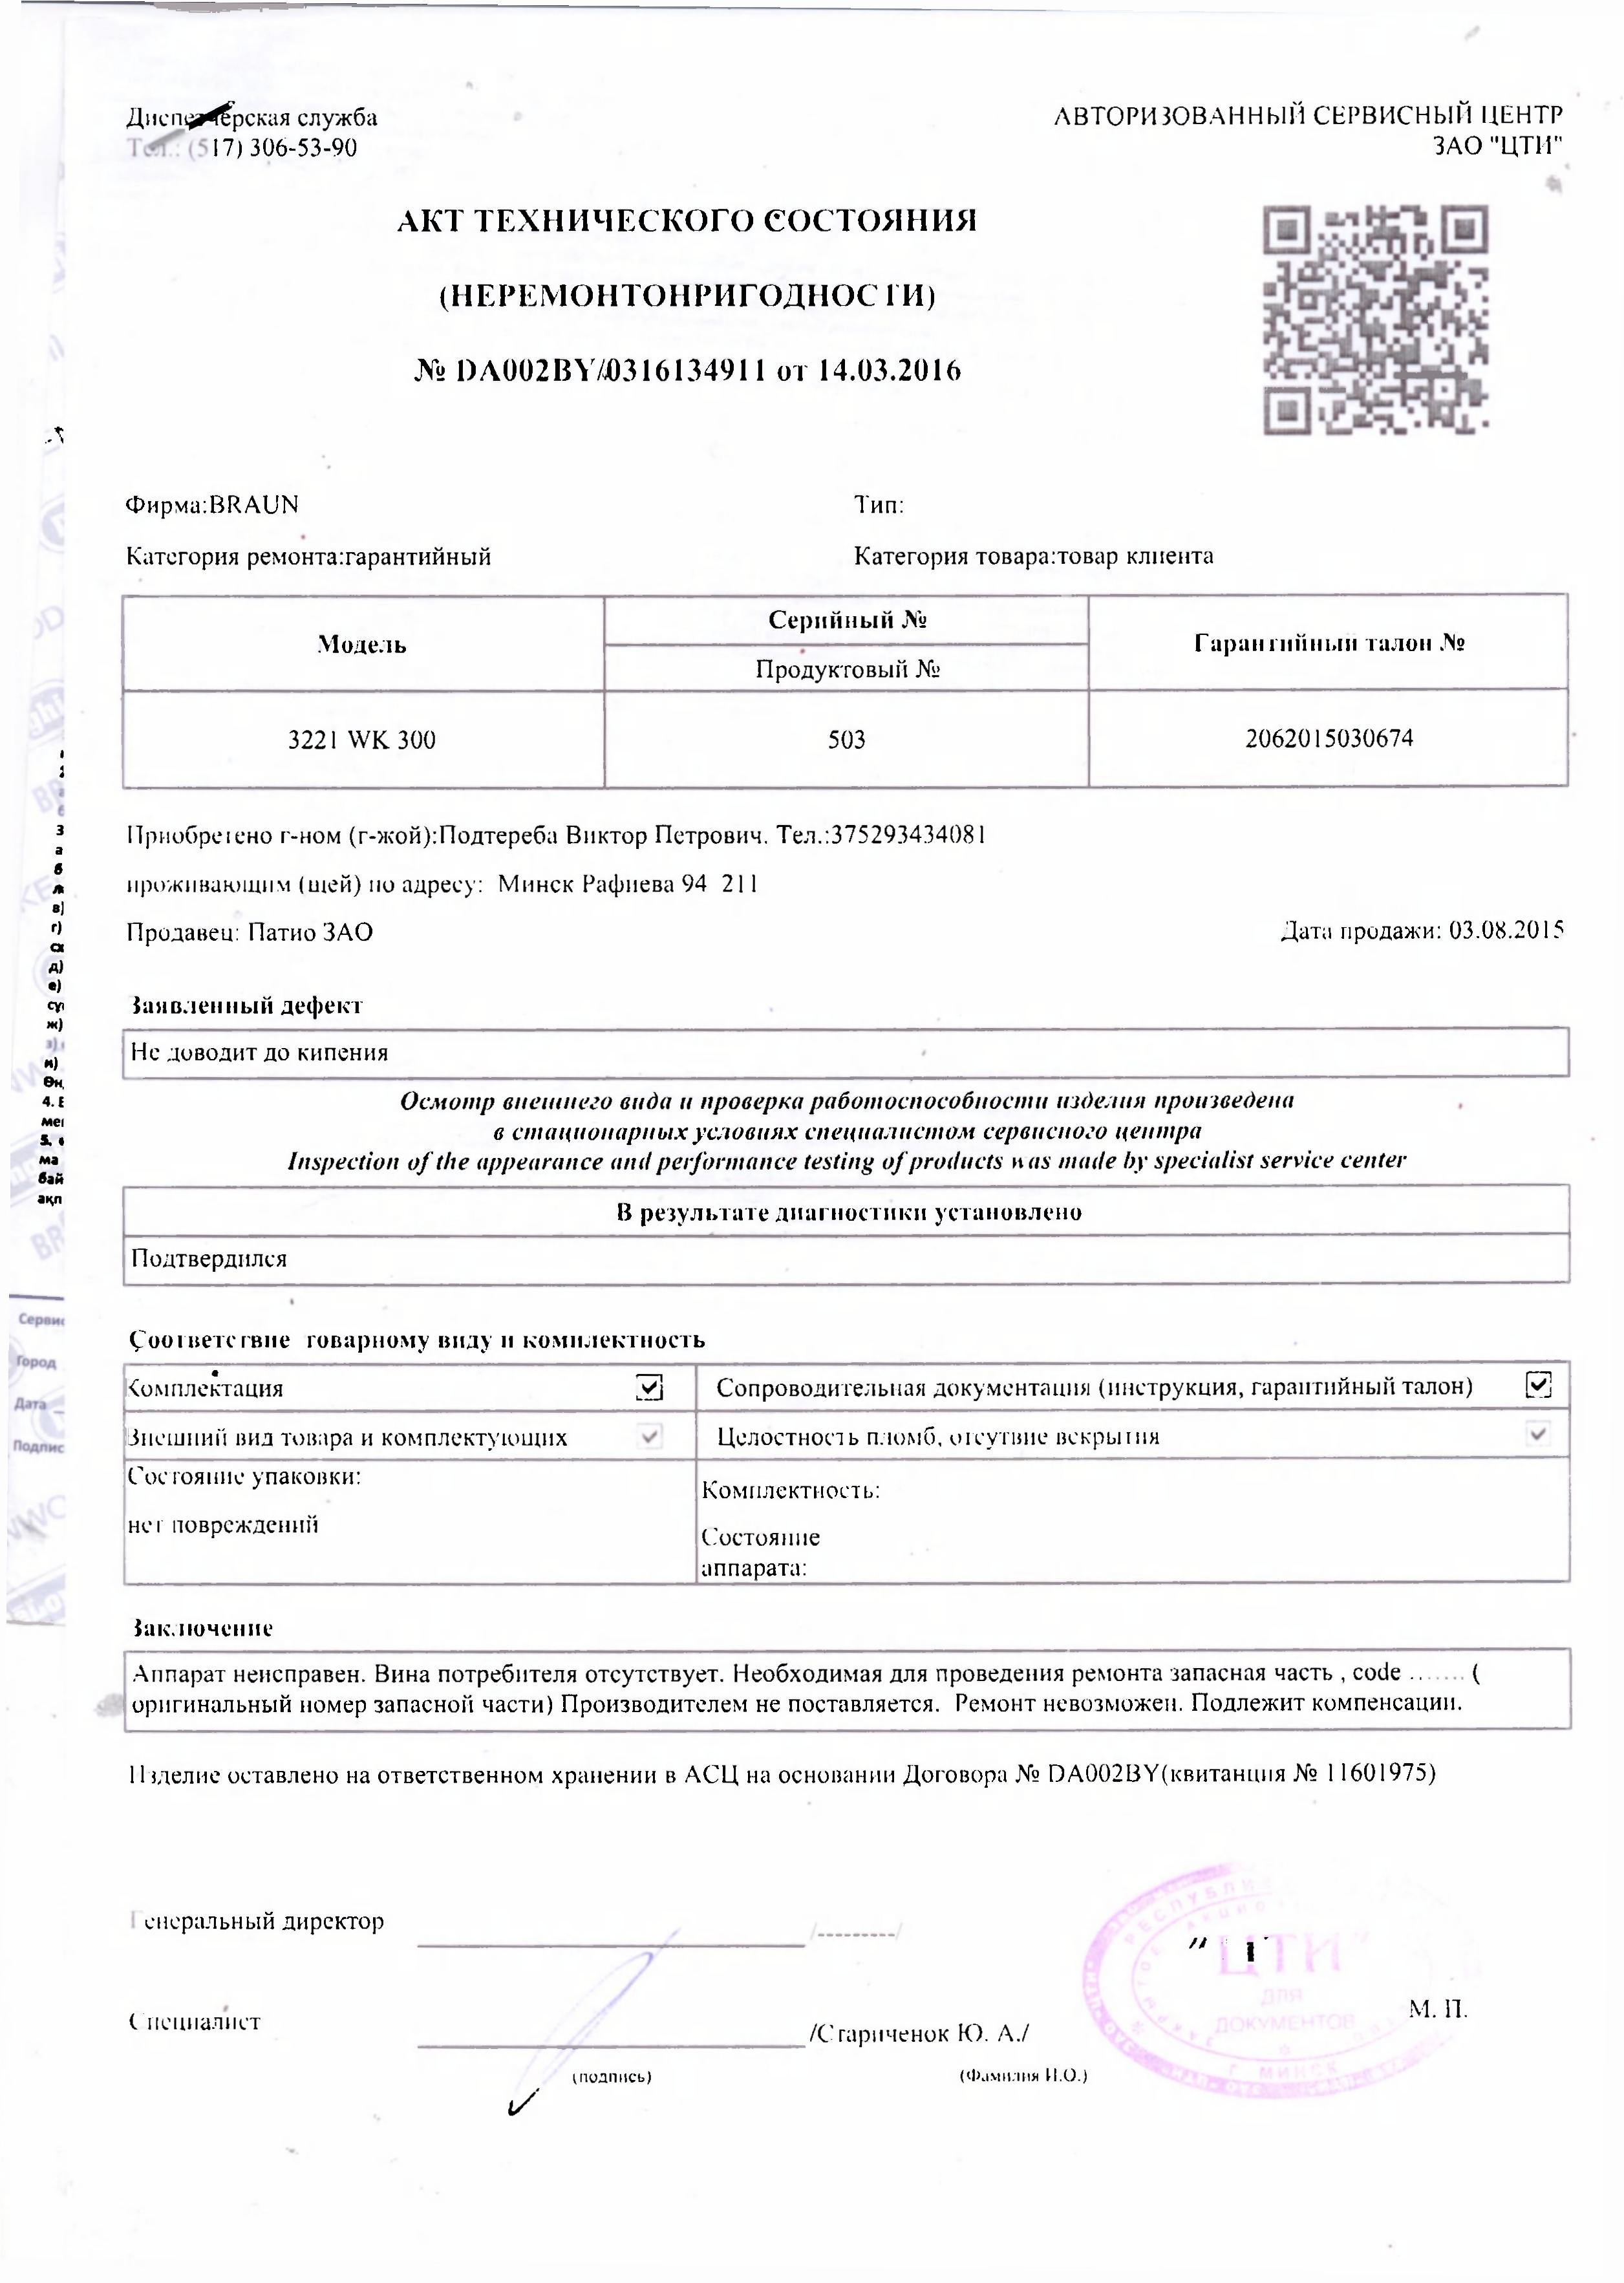 Диспетчерская служба
Тел.: (517) 306-53-90
АВТОРИЗОВАННЫЙ СЕРВИСНЫЙ ЦЕНТР
ЗАО "ЦТИ"
АКТ ТЕХНИЧЕСКОГО СОСТОЯНИЯ
(НЕРЕМОНТОПРИГОДНОСТИ)
№ DA002BY/0316134911 от 14.03.2016
Фирма:BRAUN
Тип:
Категория ремонта:гарантийный
Категория товара:товар клиента
Модель
Серийный №
Продуктовый №
Гарантийный талон №
3221 WK 300
503
2062015030674
Приобретено г-ном (г-жой):Подтереба Виктор Петрович. Тел.:375293434081
проживающим (щей) по адресу: Минск Рафиева 94 211
Продавец: Патио ЗАО
Дата продажи: 03.08.2015
Заявленный дефект
Не доводит до кипения
Осмотр внешнего вида и проверка работоспособности изделия произведена
в стационарных условиях специалистом сервисного центра
Inspection of the appearance and performance testing of products was made by specialist service center
В результате диагностики установлено
Подтвердился
Соответствие товарному виду и комплектность
Комплектация
Сопроводительная документация (инструкция, гарантийный талон)
Внешний вид товара и комплектующих
Целостность пломб, отсутвие вскрытия
Состояние упаковки:
нет повреждений
Комплектность:
Состояние
аппарата:
Заключение
Аппарат неисправен. Вина потребителя отсутствует. Необходимая для проведения ремонта запасная часть , code ....... (
оригинальный номер запасной части) Производителем не поставляется. Ремонт невозможен. Подлежит компенсации.
Изделие оставлено на ответственном хранении в АСЦ на основании Договора № DA002BY(квитанция № 11601975)
Генеральный директор
/---------/
Специалист
/Стариченок Ю. А./
(подпись)
(Фамилия И.О.)
М. П.
"ЦТИ"
ДЛЯ
ДОКУМЕНТОВ
Г. МИНСК
Город
Дата